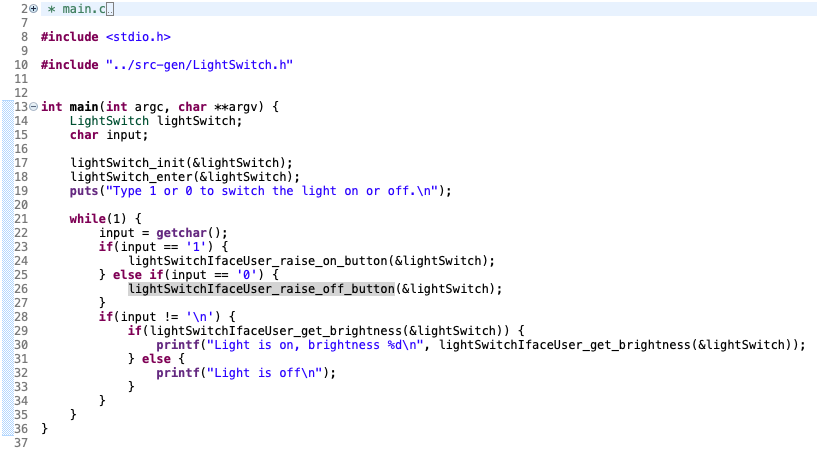 2 * main.c
7
8 #include <stdio.h>
9
10 #include "../src-gen/LightSwitch.h"
11
12
13 int main(int argc, char **argv) {
14     LightSwitch lightSwitch;
15     char input;
16
17     lightSwitch_init(&lightSwitch);
18     lightSwitch_enter(&lightSwitch);
19     puts("Type 1 or 0 to switch the light on or off.\n");
20
21     while(1) {
22         input = getchar();
23         if(input == '1') {
24             lightSwitchIfaceUser_raise_on_button(&lightSwitch);
25         } else if(input == '0') {
26             lightSwitchIfaceUser_raise_off_button(&lightSwitch);
27         }
28         if(input != '\n') {
29             if(lightSwitchIfaceUser_get_brightness(&lightSwitch)) {
30                 printf("Light is on, brightness %d\n", lightSwitchIfaceUser_get_brightness(&lightSwitch));
31             } else {
32                 printf("Light is off\n");
33             }
34         }
35     }
36 }
37